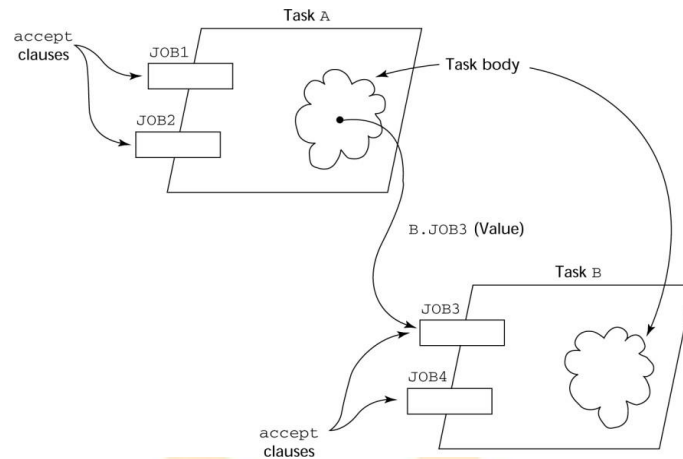 Task A
accept
clauses
JOB1
Task body
JOB2
B.JOB3 (Value)
Task B
JOB3
JOB4
accept
clauses